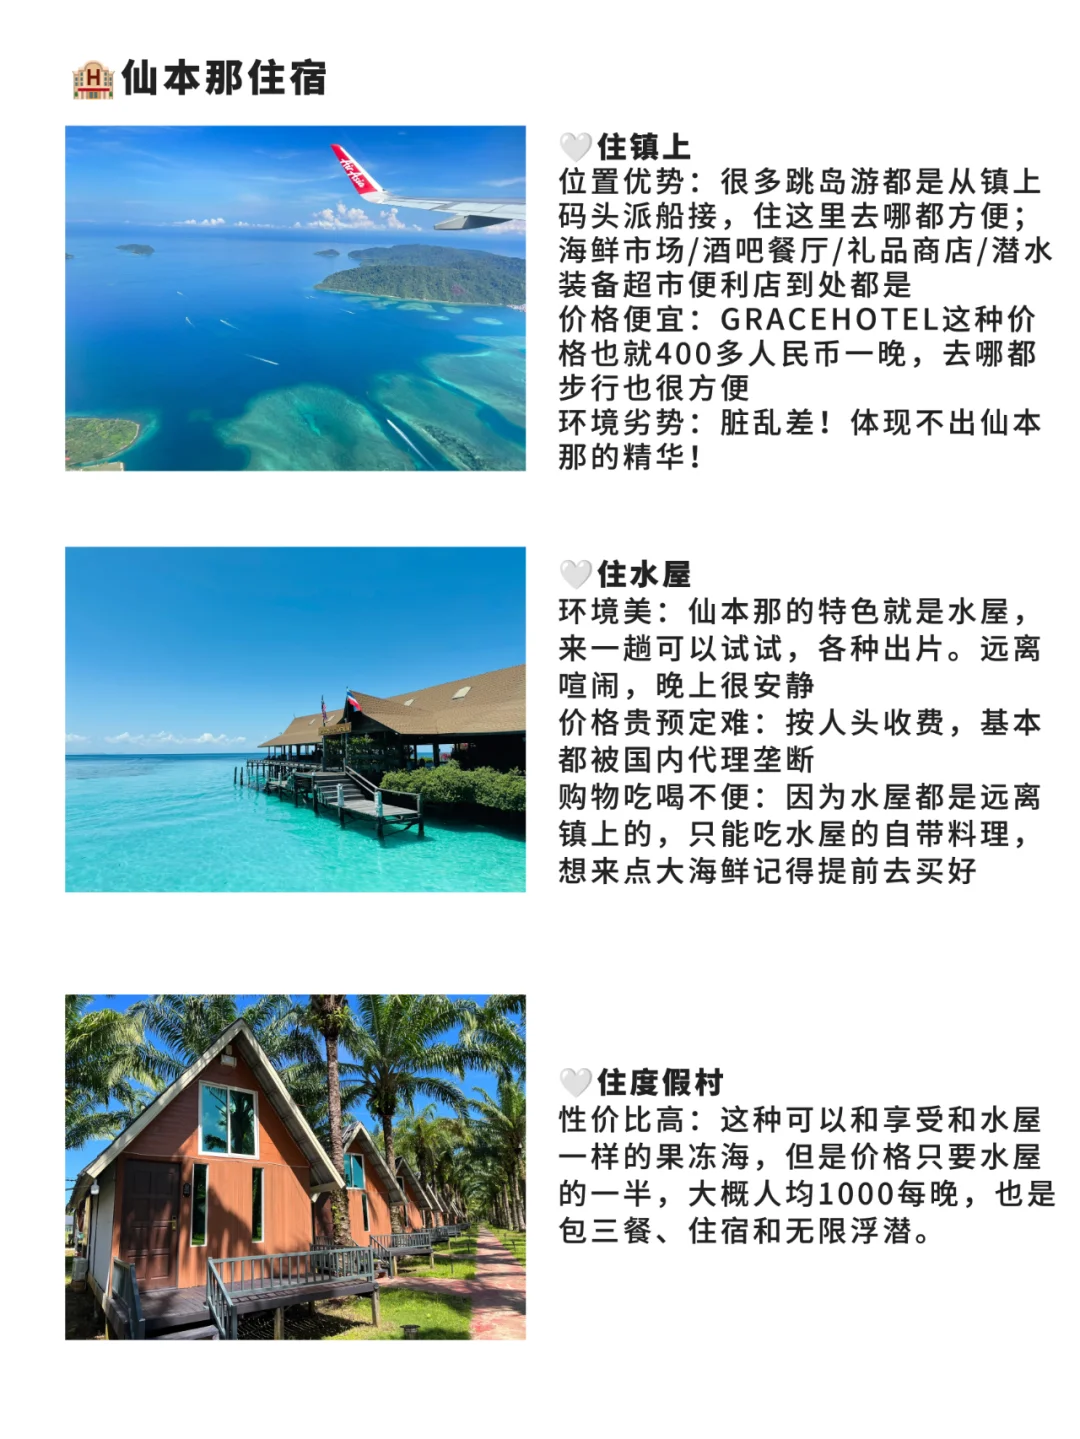 仙本那住宿
AirAsia
住镇上
位置优势：很多跳岛游都是从镇上
码头派船接，住这里去哪都方便；
海鲜市场/酒吧餐厅/礼品商店/潜水
装备超市便利店到处都是
价格便宜：GRACEHOTEL这种价
格也就400多人民币一晚，去哪都
步行也很方便
环境劣势：脏乱差！体现不出仙本
那的精华！
住水屋
环境美：仙本那的特色就是水屋，
来一趟可以试试，各种出片。远离
喧闹，晚上很安静
价格贵预定难：按人头收费，基本
都被国内代理垄断
购物吃喝不便：因为水屋都是远离
镇上的，只能吃水屋的自带料理，
想来点大海鲜记得提前去买好
住度假村
性价比高：这种可以和享受和水屋
一样的果冻海，但是价格只要水屋
的一半，大概人均1000每晚，也是
包三餐、住宿和无限浮潜。